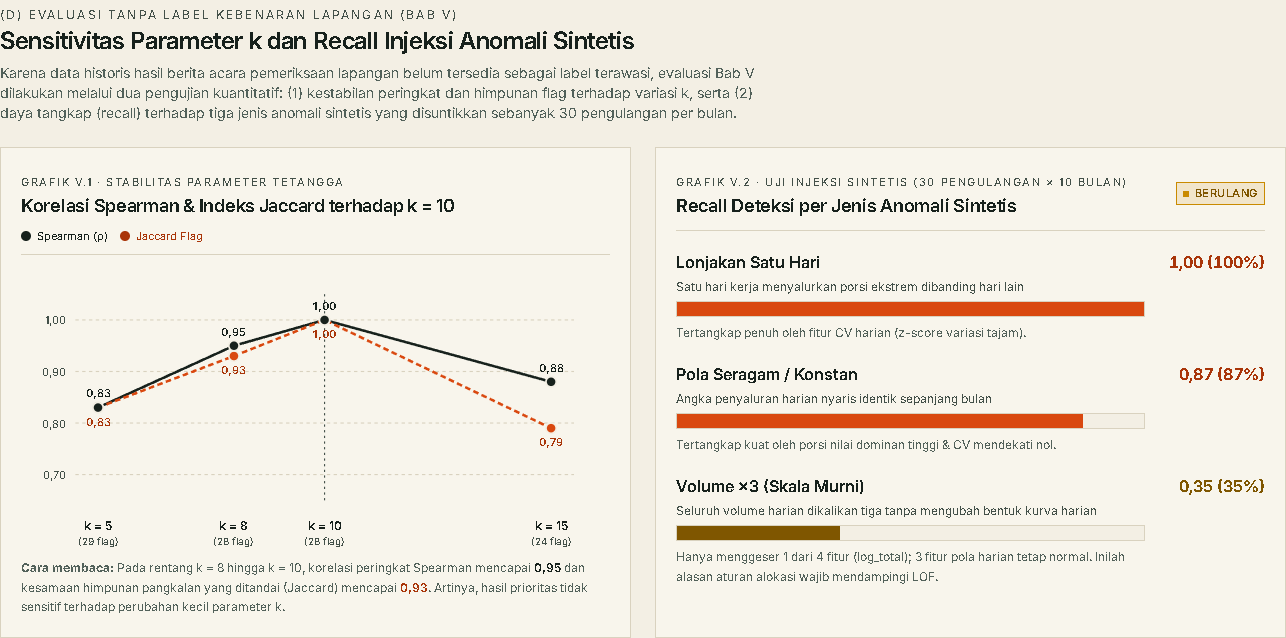 (D) EVALUASI TANPA LABEL KEBENARAN LAPANGAN (BAB V)
Sensitivitas Parameter k dan Recall Injeksi Anomali Sintetis
Karena data historis hasil berita acara pemeriksaan lapangan belum tersedia sebagai label terawasi, evaluasi Bab V
dilakukan melalui dua pengujian kuantitatif: (1) kestabilan peringkat dan himpunan flag terhadap variasi k, serta (2)
daya tangkap (recall) terhadap tiga jenis anomali sintetis yang disuntikkan sebanyak 30 pengulangan per bulan.
GRAFIK V.1 · STABILITAS PARAMETER TETANGGA
Korelasi Spearman & Indeks Jaccard terhadap k = 10
Spearman (ρ)
Jaccard Flag
1,00
0,90
0,80
0,70
0,83
0,83
0,95
0,93
1,00
1,00
0,88
0,79
k = 5
(29 flag)
k = 8
(28 flag)
k = 10
(28 flag)
k = 15
(24 flag)
Cara membaca: Pada rentang k = 8 hingga k = 10, korelasi peringkat Spearman mencapai 0,95 dan
kesamaan himpunan pangkalan yang ditandai (Jaccard) mencapai 0,93. Artinya, hasil prioritas tidak
sensitif terhadap perubahan kecil parameter k.
GRAFIK V.2 · UJI INJEKSI SINTETIS (30 PENGULANGAN × 10 BULAN)
Recall Deteksi per Jenis Anomali Sintetis
BERULANG
Lonjakan Satu Hari
1,00 (100%)
Satu hari kerja menyalurkan porsi ekstrem dibanding hari lain
Tertangkap penuh oleh fitur CV harian (z-score variasi tajam).
Pola Seragam / Konstan
0,87 (87%)
Angka penyaluran harian nyaris identik sepanjang bulan
Tertangkap kuat oleh porsi nilai dominan tinggi & CV mendekati nol.
Volume ×3 (Skala Murni)
0,35 (35%)
Seluruh volume harian dikalikan tiga tanpa mengubah bentuk kurva harian
Hanya menggeser 1 dari 4 fitur (log_total); 3 fitur pola harian tetap normal. Inilah
alasan aturan alokasi wajib mendampingi LOF.